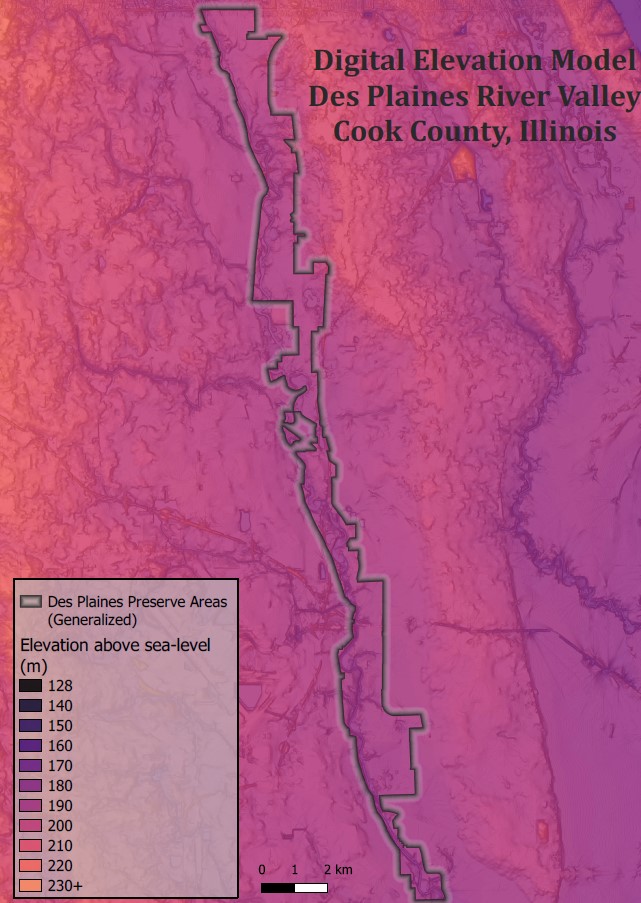 Digital Elevation Model
Des Plaines River Valley
Cook County, Illinois
Des Plaines Preserve Areas
(Generalized)
Elevation above sea-level
(m)
128
140
150
160
170
180
190
200
210
220
230+
0 1 2 km